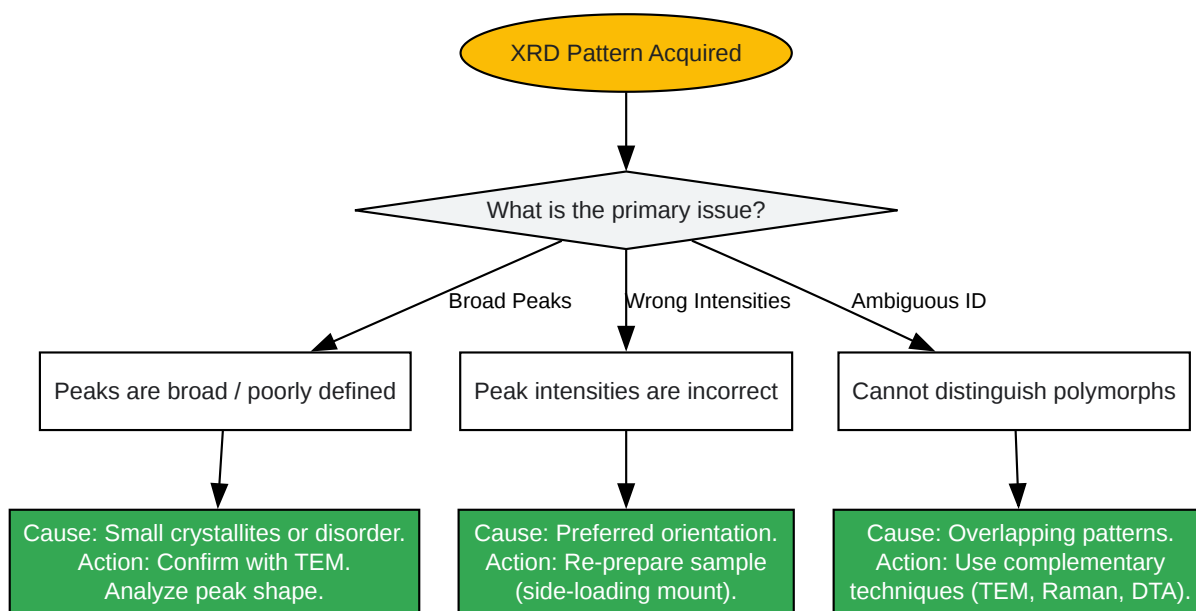 XRD Pattern Acquired
What is the primary issue?
Broad Peaks
Wrong Intensities
Ambiguous ID
Peaks are broad / poorly defined
Peak intensities are incorrect
Cannot distinguish polymorphs
Cause: Small crystallites or disorder.
Action: Confirm with TEM.
Analyze peak shape.
Cause: Preferred orientation.
Action: Re-prepare sample
(side-loading mount).
Cause: Overlapping patterns.
Action: Use complementary
techniques (TEM, Raman, DTA).